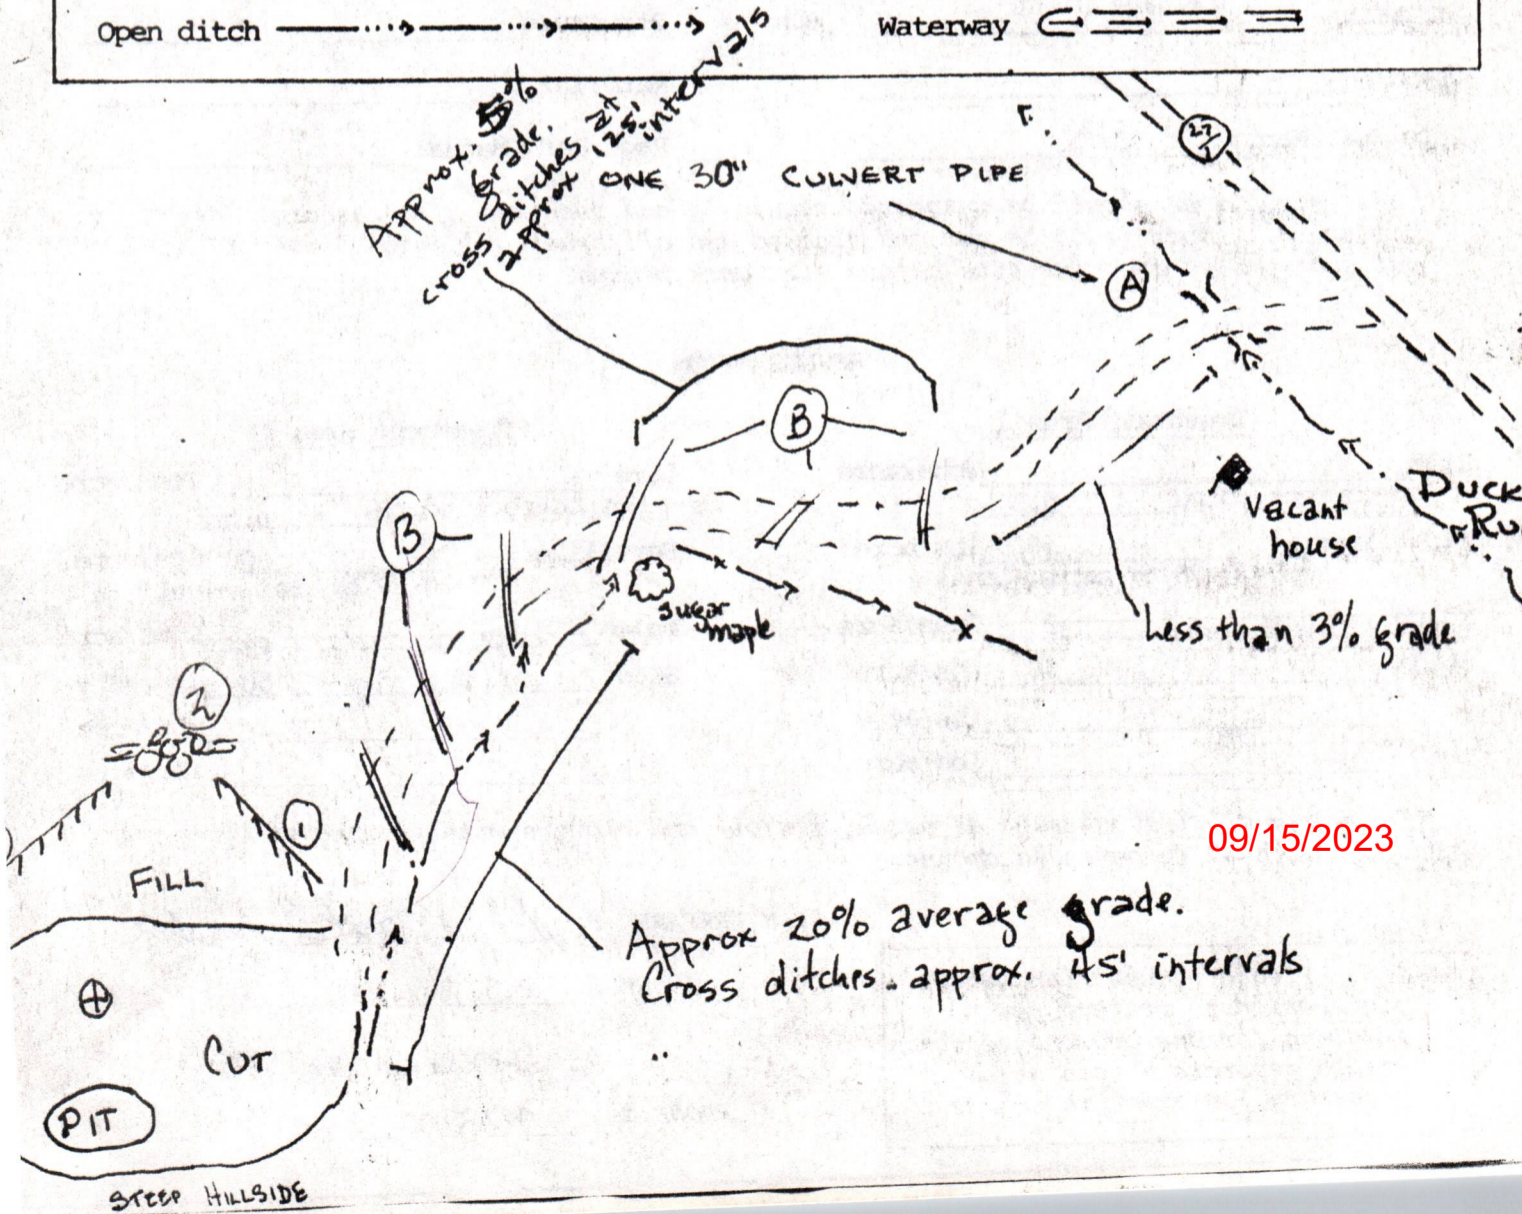 Open ditch
Waterway
Approx. 5%
grade.
cross ditches at
approx 125'
intervals
ONE 30" CULVERT PIPE
22
A
B
B
Vacant
house
Duck
Ru
sugar
maple
Less than 3% grade
2
1
FILL
09/15/2023
Approx 20% average grade.
Cross ditches. approx. 45' intervals
CUT
PIT
STEEP HILLSIDE